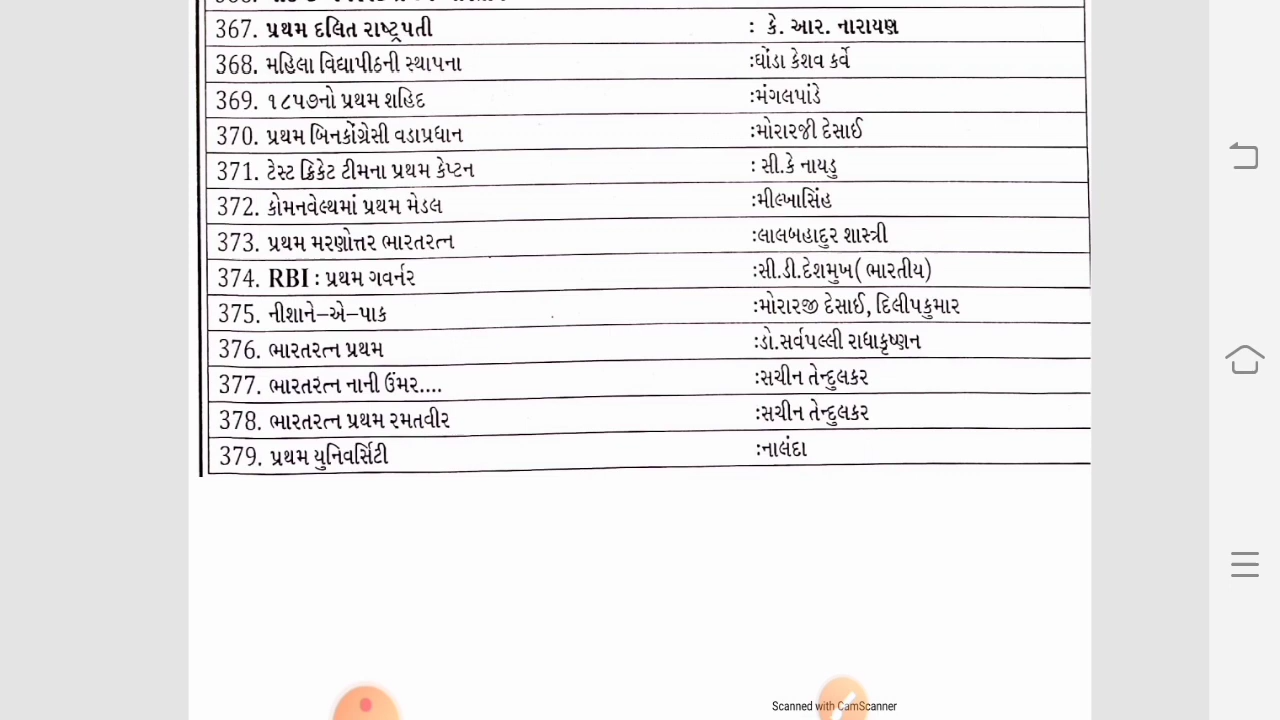 367. પ્રથમ દલિત રાષ્ટ્રપતી : કે. આર. નારાયણ
368. મહિલા વિદ્યાપીઠની સ્થાપના :ઘોંડા કેશવ કર્વે
369. ૧૮૫૭નો પ્રથમ શહિદ :મંગલપાંડે
370. પ્રથમ બિનકોંગ્રેસી વડાપ્રધાન :મોરારજી દેસાઈ
371. ટેસ્ટ ક્રિકેટ ટીમના પ્રથમ કેપ્ટન : સી.કે નાયડુ
372. કોમનવેલ્થમાં પ્રથમ મેડલ :મીલ્ખાસિંહ
373. પ્રથમ મરણોત્તર ભારતરત્ન :લાલબહાદુર શાસ્ત્રી
374. RBI : પ્રથમ ગવર્નર :સી.ડી.દેશમુખ( ભારતીય)
375. નીશાને–એ–પાક :મોરારજી દેસાઈ, દિલીપકુમાર
376. ભારતરત્ન પ્રથમ :ડો.સર્વપલ્લી રાધાકૃષ્ણન
377. ભારતરત્ન નાની ઉંમર.... :સચીન તેન્દુલકર
378. ભારતરત્ન પ્રથમ રમતવીર :સચીન તેન્દુલકર
379. પ્રથમ યુનિવર્સિટી :નાલંદા
Scanned with CamScanner